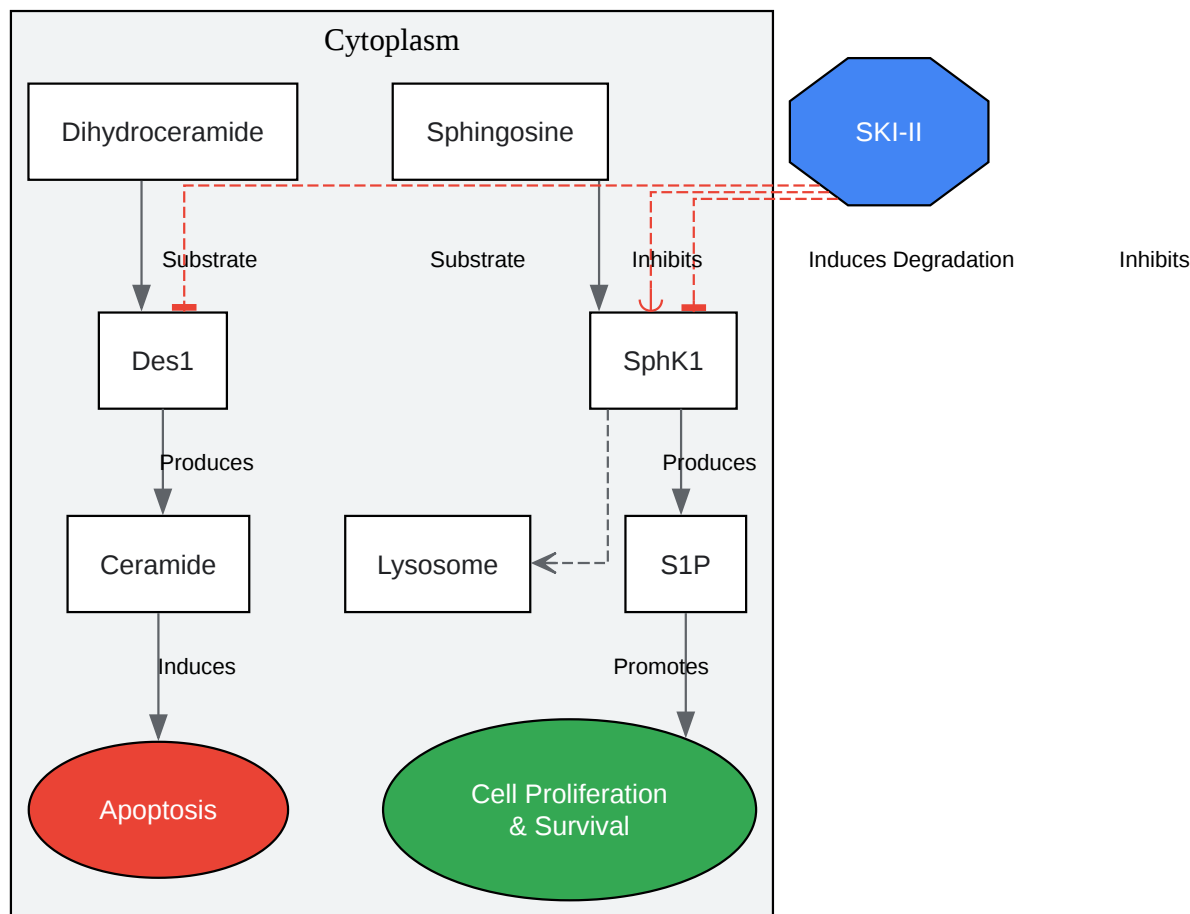 Cytoplasm
Dihydroceramide
Sphingosine
SKI-II
Substrate
Substrate
Inhibits
Induces Degradation
Inhibits
Des1
SphK1
Produces
Produces
Ceramide
Lysosome
S1P
Induces
Promotes
Apoptosis
Cell Proliferation
& Survival